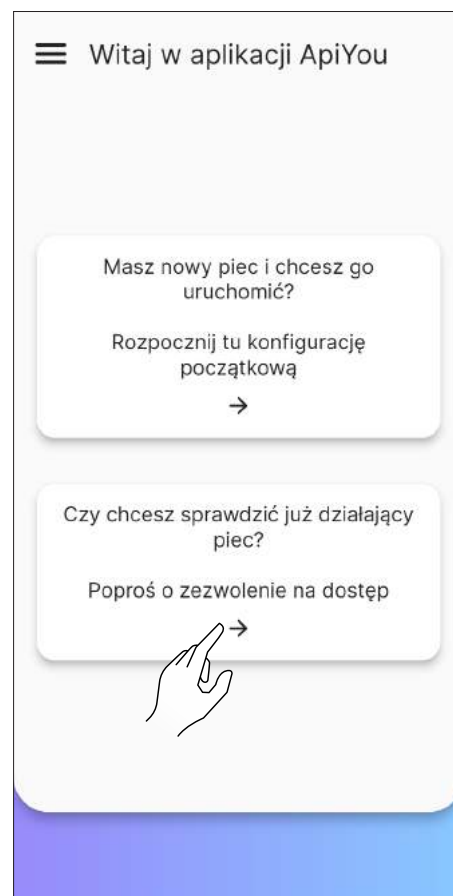 Witaj w aplikacji ApiYou
Masz nowy piec i chcesz go
uruchomić?
Rozpocznij tu konfigurację
początkową
Czy chcesz sprawdzić już działający
piec?
Poproś o zezwolenie na dostęp